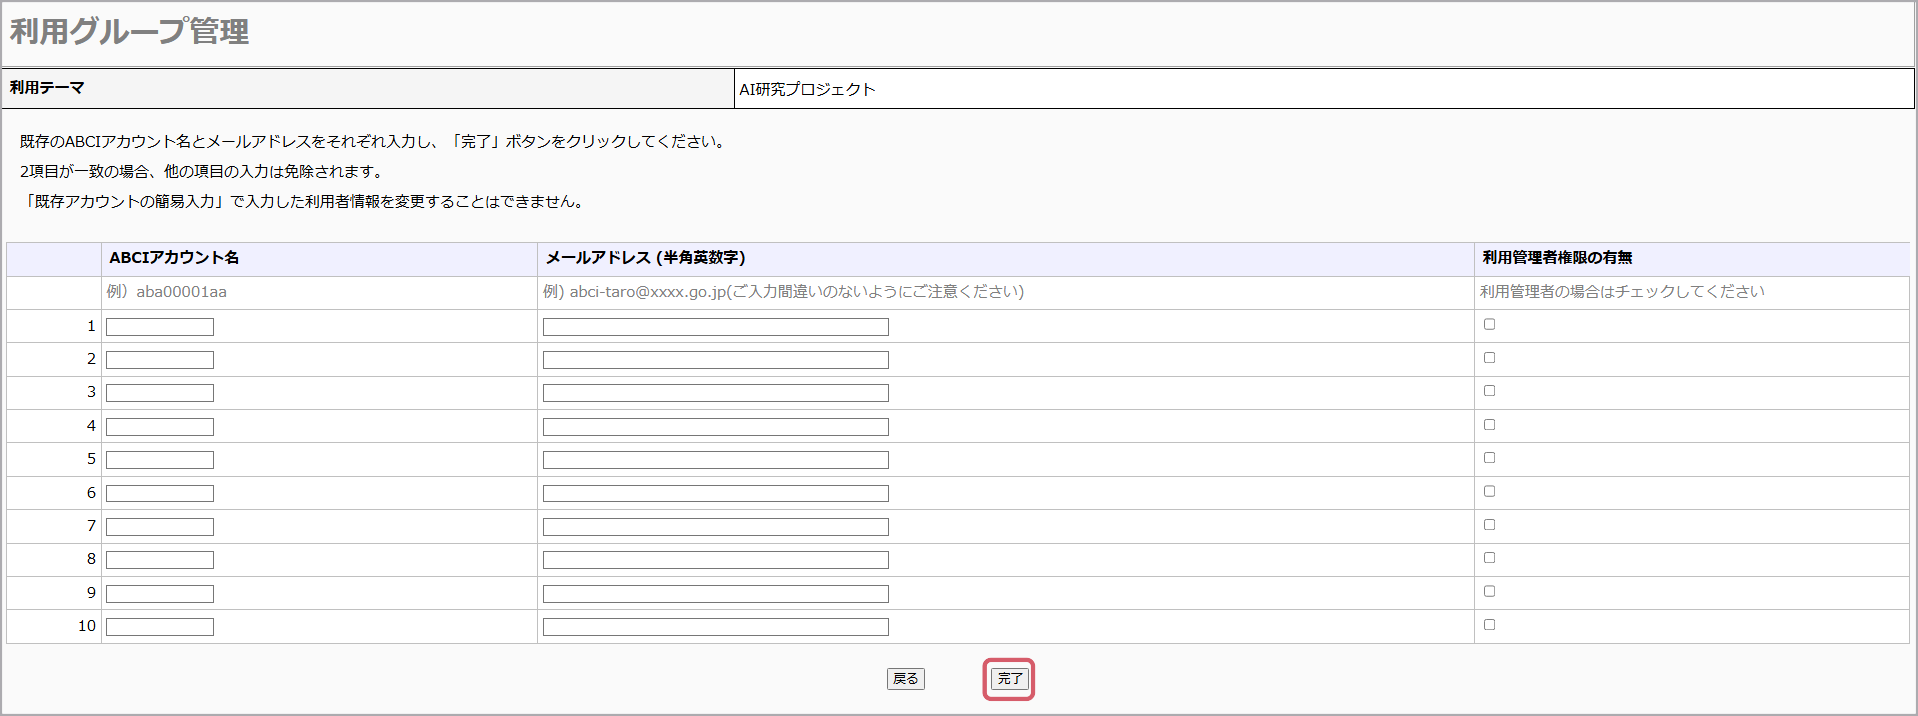 利用グループ管理
利用テーマ AI研究プロジェクト
既存のABCIアカウント名とメールアドレスをそれぞれ入力し、「完了」ボタンをクリックしてください。
2項目が一致の場合、他の項目の入力は免除されます。
「既存アカウントの簡易入力」で入力した利用者情報を変更することはできません。
ABCIアカウント名 メールアドレス (半角英数字) 利用管理者権限の有無
例）aba00001aa 例) abci-taro@xxxx.go.jp(ご入力間違いのないようにご注意ください) 利用管理者の場合はチェックしてください
1
2
3
4
5
6
7
8
9
10
戻る 完了